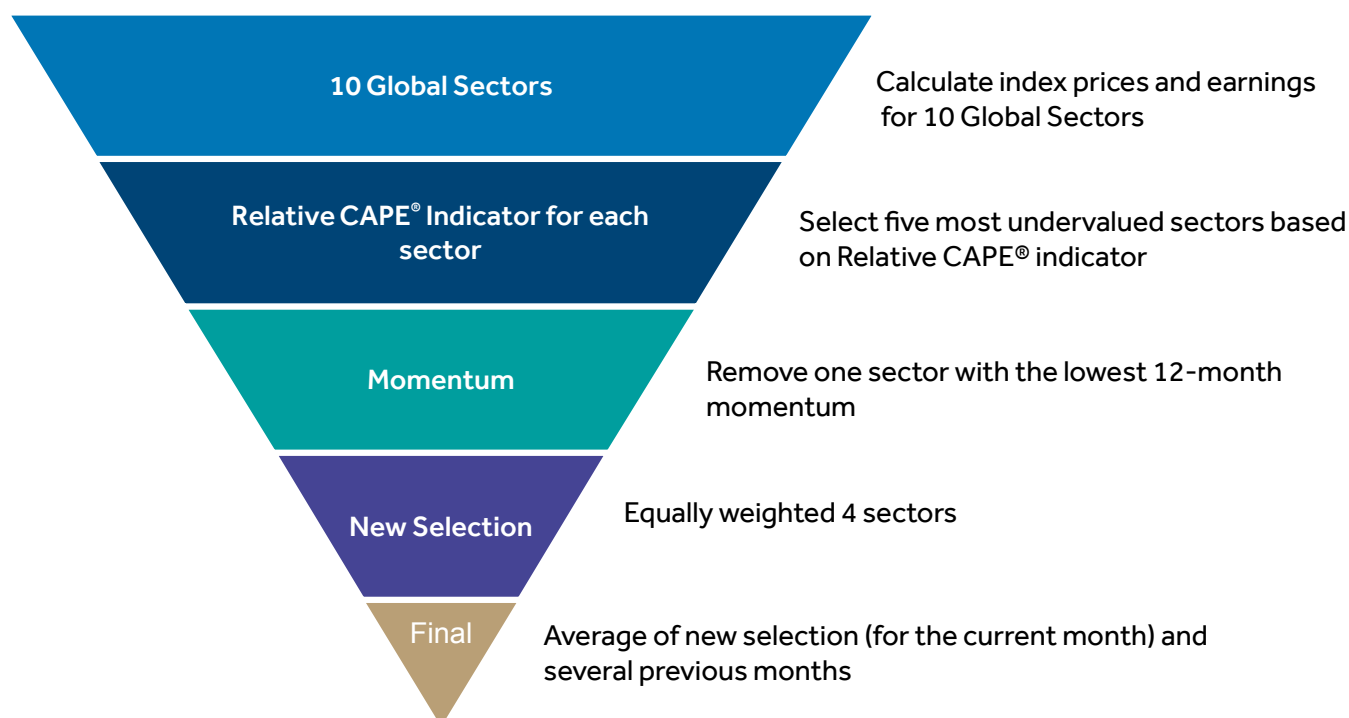 10 Global Sectors
Calculate index prices and earnings
for 10 Global Sectors
Relative CAPE® Indicator for each
sector
Select five most undervalued sectors based
on Relative CAPE® indicator
Momentum
Remove one sector with the lowest 12-month
momentum
New Selection
Equally weighted 4 sectors
Final
Average of new selection (for the current month) and
several previous months